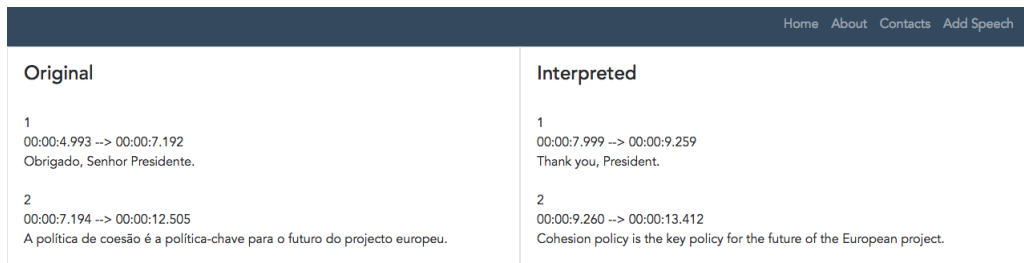 Home About Contacts Add Speech
Original
1
00:00:4.993 --> 00:00:7.192
Obrigado, Senhor Presidente.
2
00:00:7.194 --> 00:00:12.505
A política de coesão é a política-chave para o futuro do projecto europeu.
Interpreted
1
00:00:7.999 --> 00:00:9.259
Thank you, President.
2
00:00:9.260 --> 00:00:13.412
Cohesion policy is the key policy for the future of the European project.